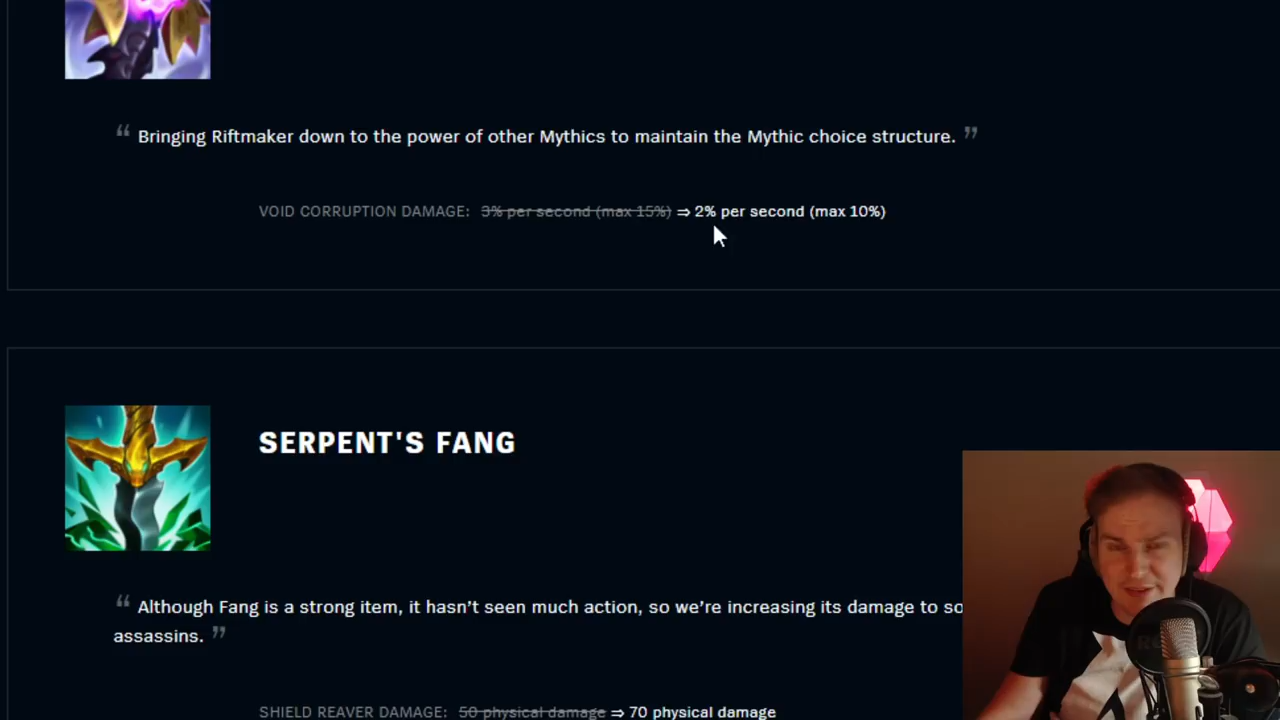 “ Bringing Riftmaker down to the power of other Mythics to maintain the Mythic choice structure. ”
VOID CORRUPTION DAMAGE: 3% per second (max 15%) ⇒ 2% per second (max 10%)
SERPENT'S FANG
“ Although Fang is a strong item, it hasn't seen much action, so we're increasing its damage to
assassins. ”
SHIELD REAVER DAMAGE: 50 physical damage ⇒ 70 physical damage